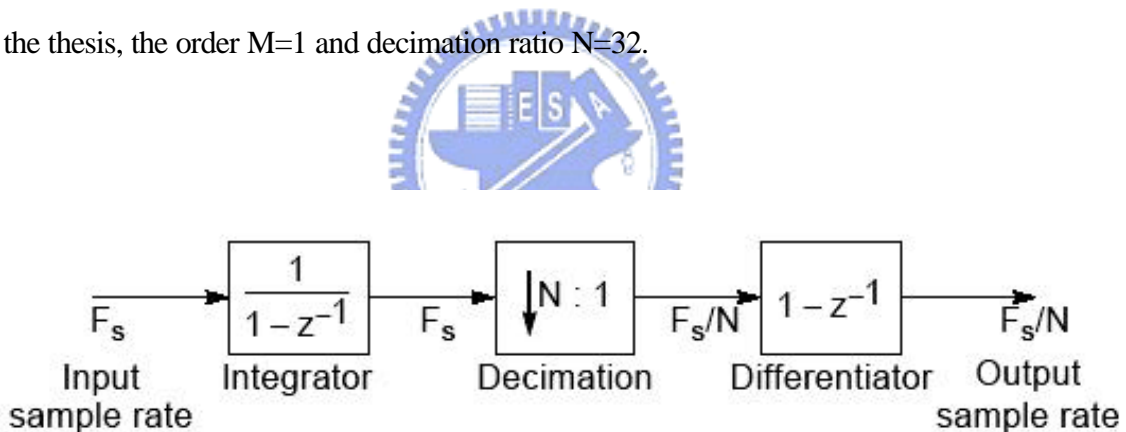 the thesis, the order M=1 and decimation ratio N=32.
E S A
1
1 – z⁻¹
↓N : 1
1 – z⁻¹
Fₛ
Fₛ
Fₛ/N
Fₛ/N
Input
sample rate
Integrator
Decimation
Differentiator
Output
sample rate